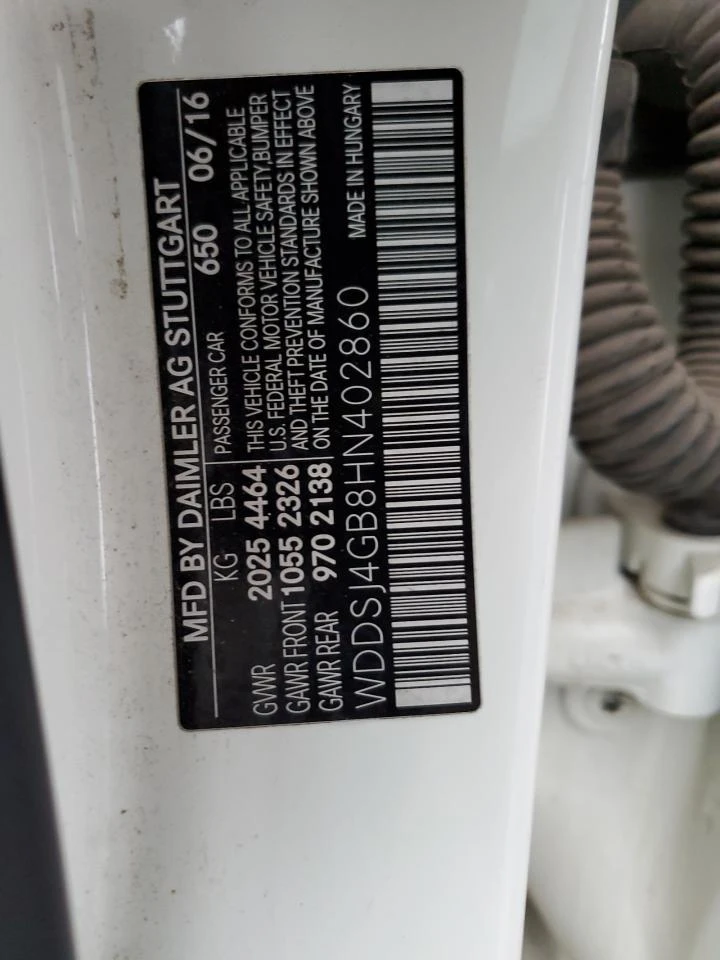 MFD BY DAIMLER AG STUTTGART
KG LBS PASSENGER CAR 650 06/16
GVWR 2025 4464 THIS VEHICLE CONFORMS TO ALL APPLICABLE
U.S. FEDERAL MOTOR VEHICLE SAFETY,BUMPER
GAWR FRONT 1055 2326 AND THEFT PREVENTION STANDARDS IN EFFECT
GAWR REAR 970 2138 ON THE DATE OF MANUFACTURE SHOWN ABOVE
WDDSJ4GB8HN402860 MADE IN HUNGARY